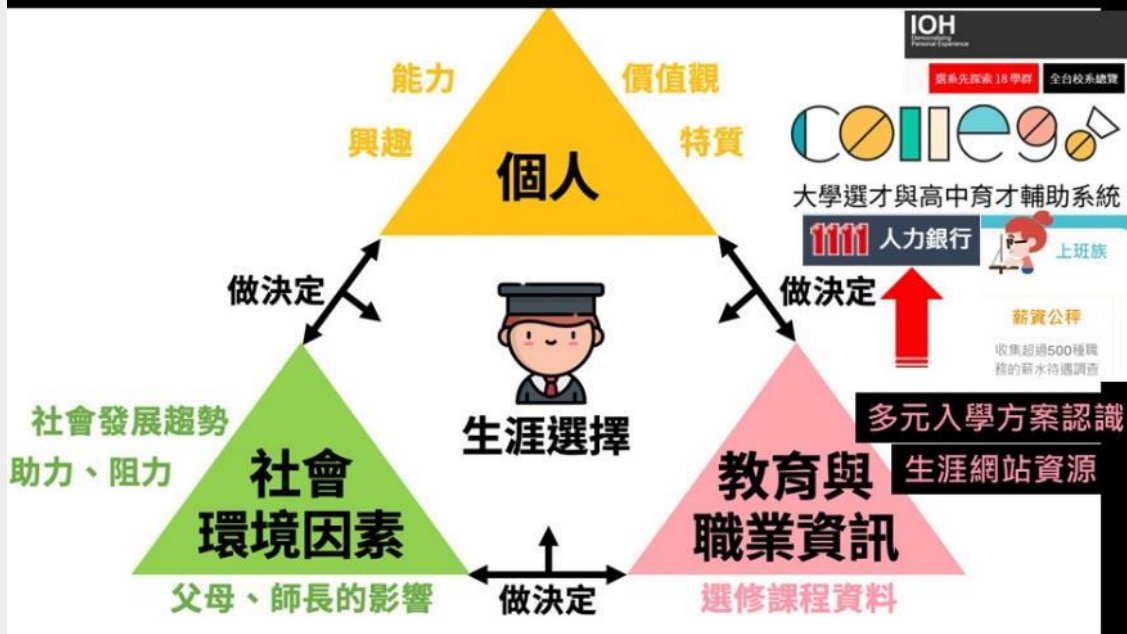 IOH
Democratizing
Personal Experience
選系先探索 18 學群
全台校系總覽
能力
價值觀
興趣
特質
個人
Collego!
大學選才與高中育才輔助系統
1111 人力銀行
上班族
做決定
做決定
薪資公秤
收集超過500種職
務的薪水待遇調查
生涯選擇
社會發展趨勢
助力、阻力
社會
環境因素
父母、師長的影響
多元入學方案認識
生涯網站資源
教育與
職業資訊
選修課程資料
做決定